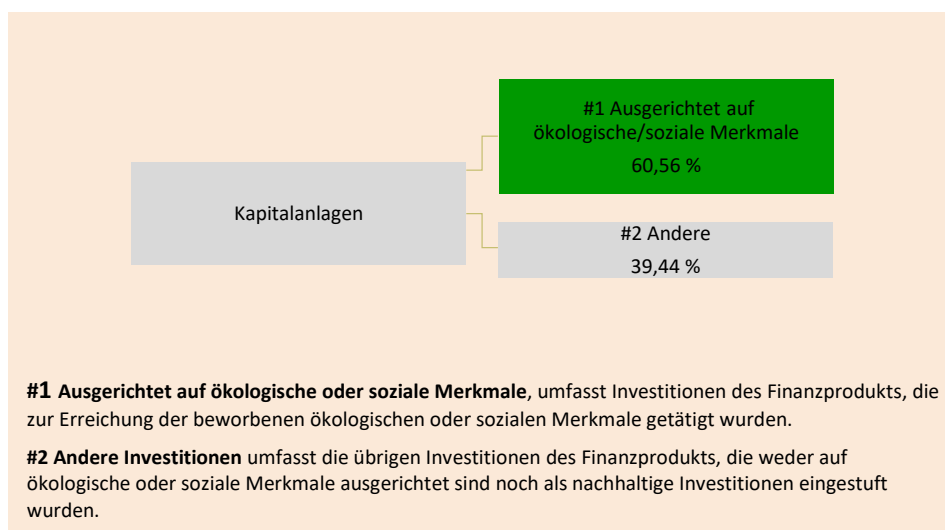 #1 Ausgerichtet auf
ökologische/soziale Merkmale
60,56 %
Kapitalanlagen
#2 Andere
39,44 %
#1 Ausgerichtet auf ökologische oder soziale Merkmale, umfasst Investitionen des Finanzprodukts, die
zur Erreichung der beworbenen ökologischen oder sozialen Merkmale getätigt wurden.
#2 Andere Investitionen umfasst die übrigen Investitionen des Finanzprodukts, die weder auf
ökologische oder soziale Merkmale ausgerichtet sind noch als nachhaltige Investitionen eingestuft
wurden.